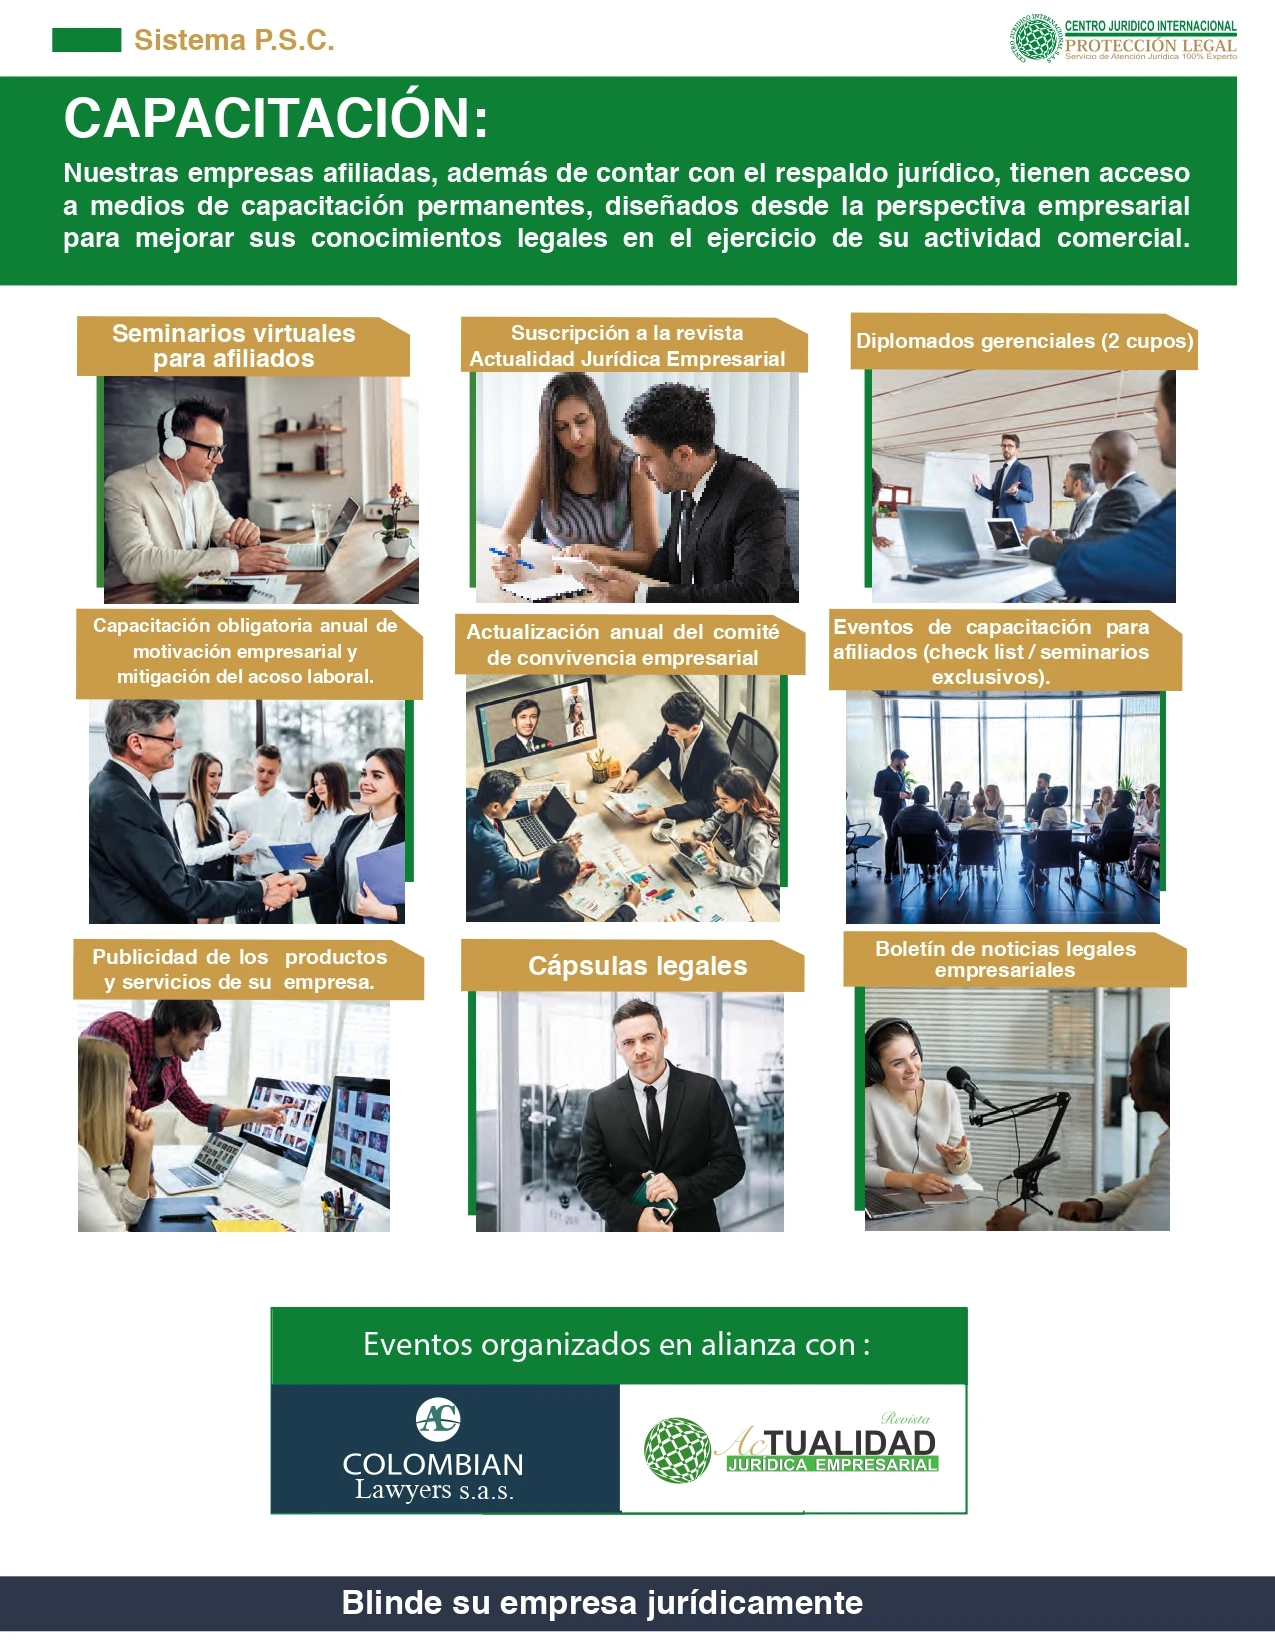 Sistema P.S.C.
CENTRO JURIDICO INTERNACIONAL
PROTECCIÓN LEGAL
Servicio de Atención Jurídica 100% Experto
CENTRO JURIDICO INTERNACIONAL S.A.S.
CAPACITACIÓN:
Nuestras empresas afiliadas, además de contar con el respaldo jurídico, tienen acceso
a medios de capacitación permanentes, diseñados desde la perspectiva empresarial
para mejorar sus conocimientos legales en el ejercicio de su actividad comercial.
Seminarios virtuales
para afiliados
Suscripción a la revista
Actualidad Jurídica Empresarial
Diplomados gerenciales (2 cupos)
Capacitación obligatoria anual de
motivación empresarial y
mitigación del acoso laboral.
Actualización anual del comité
de convivencia empresarial
Eventos de capacitación para
afiliados (check list / seminarios
exclusivos).
Publicidad de los productos
y servicios de su empresa.
Cápsulas legales
Boletín de noticias legales
empresariales
Eventos organizados en alianza con :
AC
COLOMBIAN
Lawyers s.a.s.
Revista
AcTUALIDAD
JURÍDICA EMPRESARIAL
Blinde su empresa jurídicamente